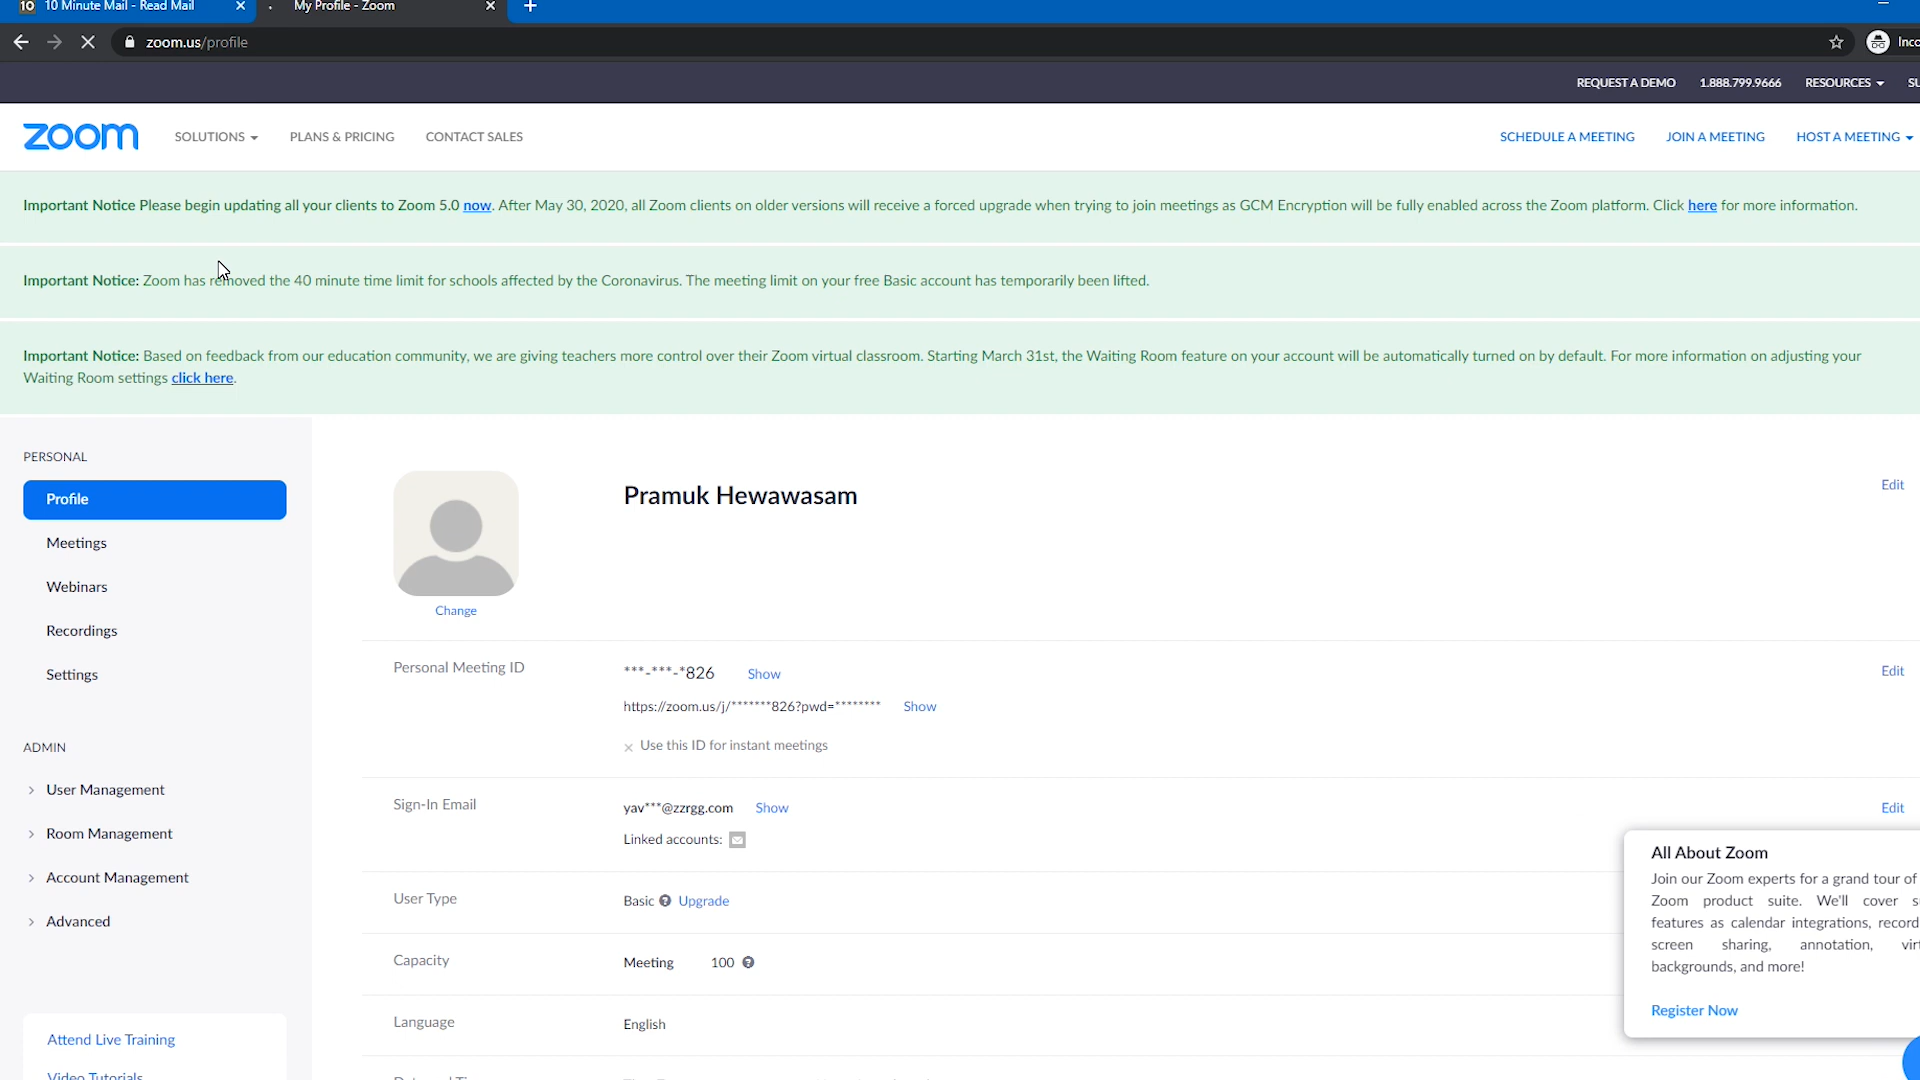 10 10 Minute Mail - Read Mail
My Profile - Zoom
zoom.us/profile
REQUEST A DEMO 1.888.799.9666 RESOURCES
zoom SOLUTIONS PLANS & PRICING CONTACT SALES SCHEDULE A MEETING JOIN A MEETING HOST A MEETING
Important Notice Please begin updating all your clients to Zoom 5.0 now. After May 30, 2020, all Zoom clients on older versions will receive a forced upgrade when trying to join meetings as GCM Encryption will be fully enabled across the Zoom platform. Click here for more information.
Important Notice: Zoom has removed the 40 minute time limit for schools affected by the Coronavirus. The meeting limit on your free Basic account has temporarily been lifted.
Important Notice: Based on feedback from our education community, we are giving teachers more control over their Zoom virtual classroom. Starting March 31st, the Waiting Room feature on your account will be automatically turned on by default. For more information on adjusting your
Waiting Room settings click here.
PERSONAL
Profile
Meetings
Webinars
Recordings
Settings
ADMIN
User Management
Room Management
Account Management
Advanced
Attend Live Training
Video Tutorials
Pramuk Hewawasam Edit
Change
Personal Meeting ID ***-***-*826 Show Edit
https://zoom.us/j/*******826?pwd=******** Show
× Use this ID for instant meetings
Sign-In Email yav***@zzrgg.com Show Edit
Linked accounts:
User Type Basic Upgrade
Capacity Meeting 100
Language English
All About Zoom
Join our Zoom experts for a grand tour of
Zoom product suite. We'll cover
features as calendar integrations,
screen sharing, annotation,
backgrounds, and more!
Register Now